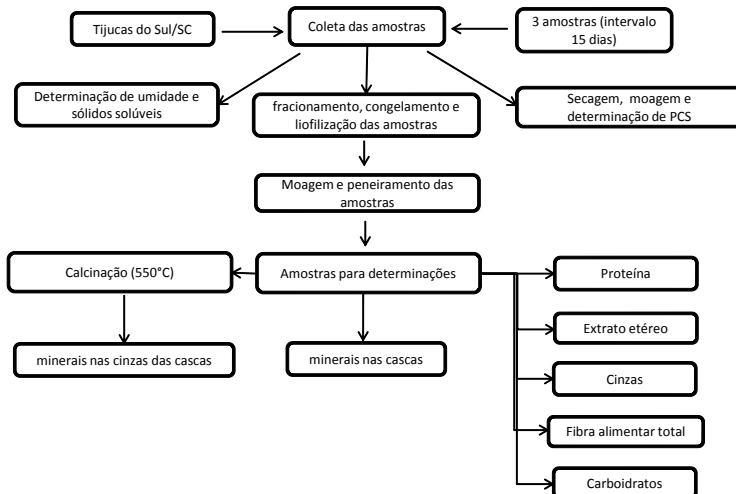 Tijucas do Sul/SC
Coleta das amostras
3 amostras (intervalo
15 dias)
Determinação de umidade e
sólidos solúveis
fracionamento, congelamento e
liofilização das amostras
Secagem, moagem e
determinação de PCS
Moagem e peneiramento das
amostras
Calcinação (550°C)
Amostras para determinações
Proteína
Extrato etéreo
minerais nas cinzas das cascas
minerais nas cascas
Cinzas
Fibra alimentar total
Carboidratos